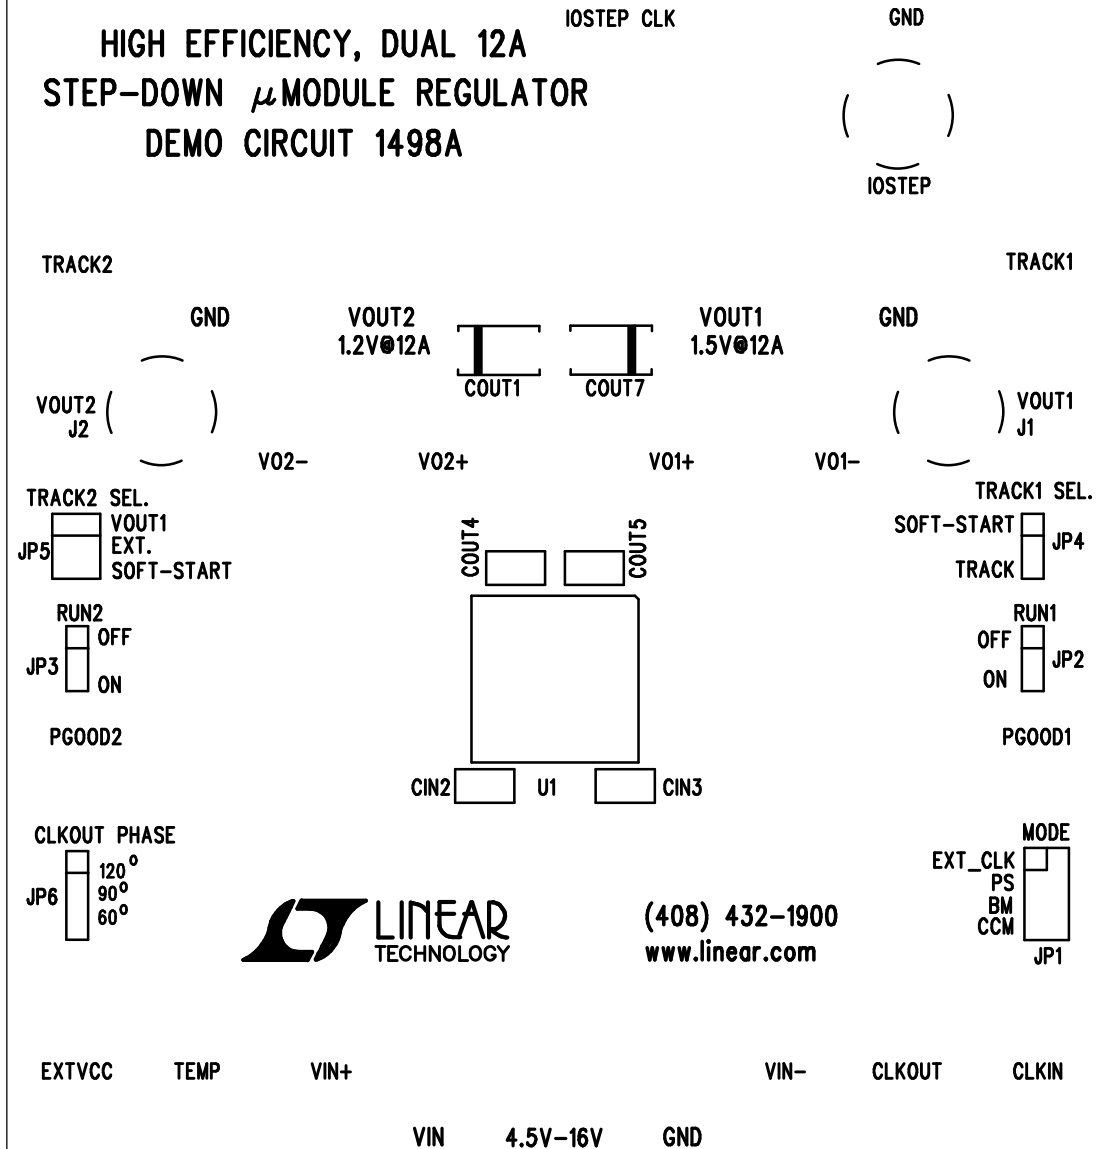 IOSTEP CLK
GND
HIGH EFFICIENCY, DUAL 12A
STEP-DOWN µMODULE REGULATOR
DEMO CIRCUIT 1498A
IOSTEP
TRACK2
TRACK1
GND
VOUT2
1.2V@12A
VOUT1
1.5V@12A
GND
COUT1
COUT7
VOUT2
J2
VOUT1
J1
VO2-
VO2+
VO1+
VO1-
TRACK2 SEL.
JP5
VOUT1
EXT.
SOFT-START
COUT4
COUT5
TRACK1 SEL.
SOFT-START
TRACK
JP4
RUN2
OFF
JP3
ON
RUN1
OFF
JP2
ON
PGOOD2
PGOOD1
CIN2
U1
CIN3
CLKOUT PHASE
JP6
120°
90°
60°
MODE
EXT_CLK
PS
BM
CCM
JP1
LINEAR
TECHNOLOGY
(408) 432-1900
www.linear.com
EXTVCC
TEMP
VIN+
VIN-
CLKOUT
CLKIN
VIN
4.5V-16V
GND